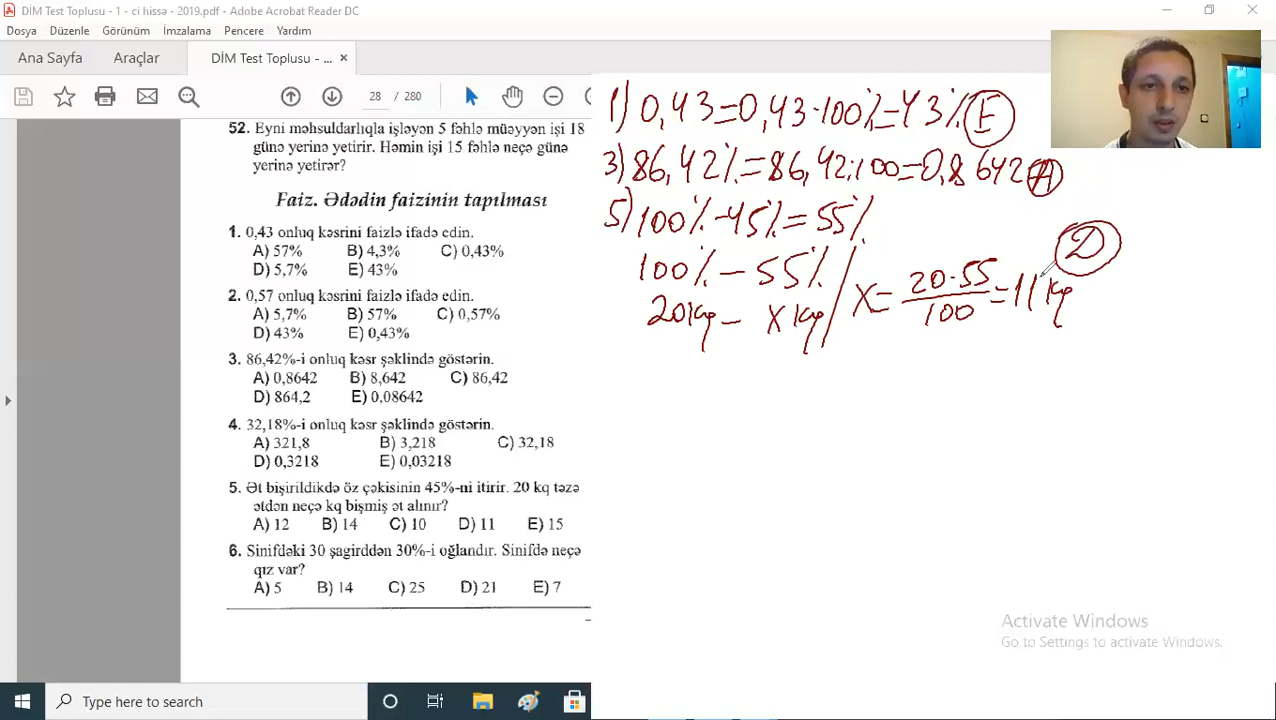 DİM Test Toplusu - 1 - ci hissə - 2019.pdf - Adobe Acrobat Reader DC
Dosya Düzenle Görünüm İmzalama Pencere Yardım
Ana Sayfa Araçlar DİM Test Toplusu - ... ×
28 / 280
52. Eyni məhsuldarlıqla işləyən 5 fəhlə müəyyən işi 18
günə yerinə yetirir. Həmin işi 15 fəhlə neçə günə
yerinə yetirər?
Faiz. Ədədin faizinin tapılması
1. 0,43 onluq kəsrini faizlə ifadə edin.
A) 57% B) 4,3% C) 0,43%
D) 5,7% E) 43%
2. 0,57 onluq kəsrini faizlə ifadə edin.
A) 5,7% B) 57% C) 0,57%
D) 43% E) 0,43%
3. 86,42%-i onluq kəsr şəklində göstərin.
A) 0,8642 B) 8,642 C) 86,42
D) 864,2 E) 0,08642
4. 32,18%-i onluq kəsr şəklində göstərin.
A) 321,8 B) 3,218 C) 32,18
D) 0,3218 E) 0,03218
5. Ət bişirildikdə öz çəkisinin 45%-ni itirir. 20 kq təzə
ətdən neçə kq bişmiş ət alınır?
A) 12 B) 14 C) 10 D) 11 E) 15
6. Sinifdəki 30 şagirddən 30%-i oğlandır. Sinifdə neçə
qız var?
A) 5 B) 14 C) 25 D) 21 E) 7
1) 0,43=0,43·100%=43% E
3) 86,42%=86,42:100=0,8642 A
5) 100%-45%=55%
100% - 55%
20kq - x kq
X= 20·55/100 =11kq
D
Activate Windows
Go to Settings to activate Windows.
Type here to search